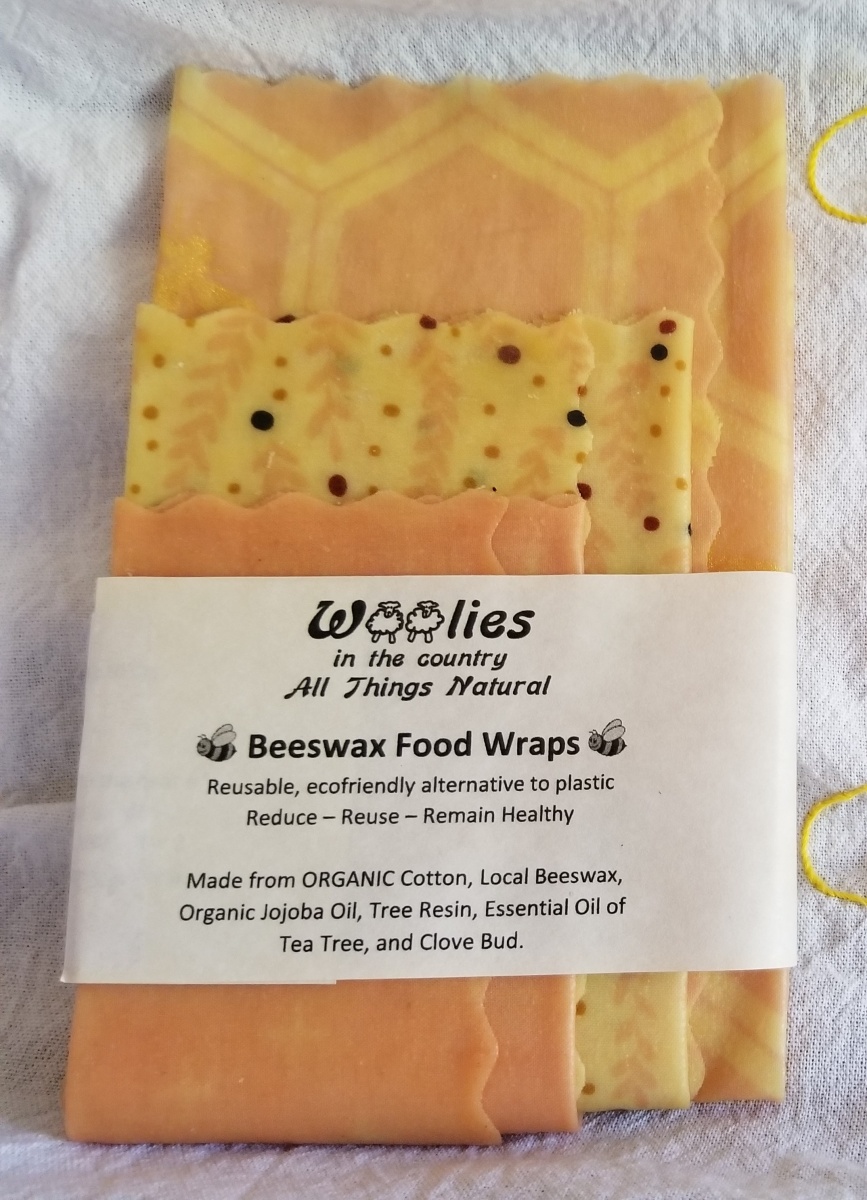 Woolies
in the country
All Things Natural
Beeswax Food Wraps
Reusable, ecofriendly alternative to plastic
Reduce – Reuse – Remain Healthy
Made from ORGANIC Cotton, Local Beeswax,
Organic Jojoba Oil, Tree Resin, Essential Oil of
Tea Tree, and Clove Bud.